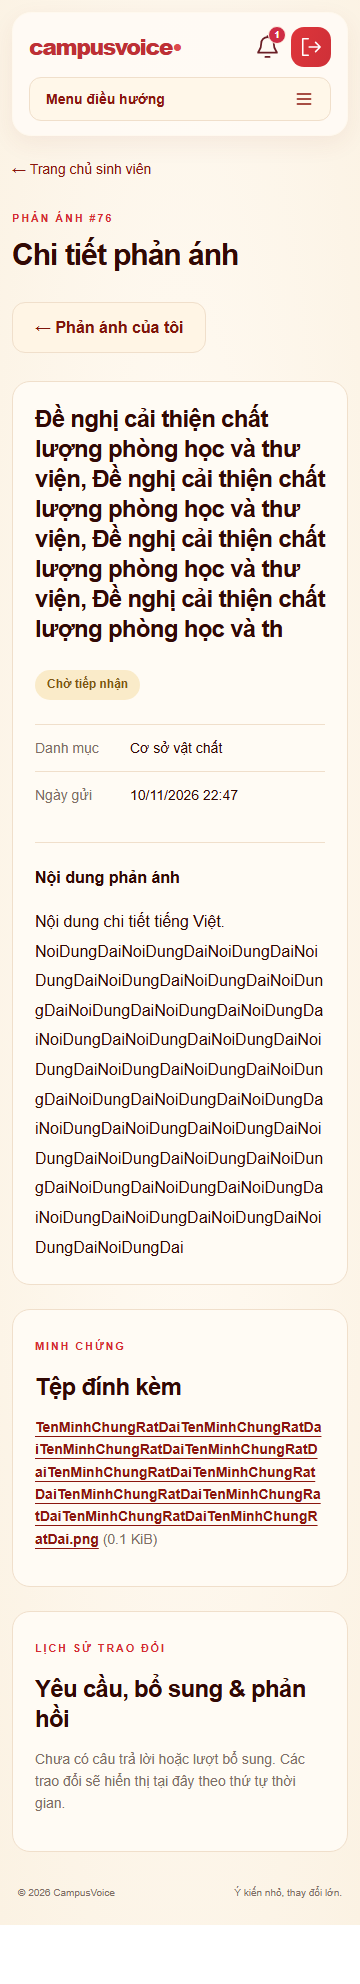 campusvoice
1
Menu điều hướng
← Trang chủ sinh viên
PHẢN ÁNH #76
Chi tiết phản ánh
← Phản ánh của tôi
Đề nghị cải thiện chất
lượng phòng học và thư
viện, Đề nghị cải thiện chất
lượng phòng học và thư
viện, Đề nghị cải thiện chất
lượng phòng học và thư
viện, Đề nghị cải thiện chất
lượng phòng học và th
Chờ tiếp nhận
Danh mục Cơ sở vật chất
Ngày gửi 10/11/2026 22:47
Nội dung phản ánh
Nội dung chi tiết tiếng Việt.
NoiDungDaiNoiDungDaiNoiDungDaiNoi
DungDaiNoiDungDaiNoiDungDaiNoiDun
gDaiNoiDungDaiNoiDungDaiNoiDungDa
iNoiDungDaiNoiDungDaiNoiDungDaiNoi
DungDaiNoiDungDaiNoiDungDaiNoiDun
gDaiNoiDungDaiNoiDungDaiNoiDungDa
iNoiDungDaiNoiDungDaiNoiDungDaiNoi
DungDaiNoiDungDaiNoiDungDaiNoiDun
gDaiNoiDungDaiNoiDungDaiNoiDungDa
iNoiDungDaiNoiDungDaiNoiDungDaiNoi
DungDaiNoiDungDai
MINH CHỨNG
Tệp đính kèm
TenMinhChungRatDaiTenMinhChungRatDa
iTenMinhChungRatDaiTenMinhChungRatD
aiTenMinhChungRatDaiTenMinhChungRat
DaiTenMinhChungRatDaiTenMinhChungRa
tDaiTenMinhChungRatDaiTenMinhChungR
atDai.png (0.1 KiB)
LỊCH SỬ TRAO ĐỔI
Yêu cầu, bổ sung & phản
hồi
Chưa có câu trả lời hoặc lượt bổ sung. Các
trao đổi sẽ hiển thị tại đây theo thứ tự thời
gian.
© 2026 CampusVoice Ý kiến nhỏ, thay đổi lớn.